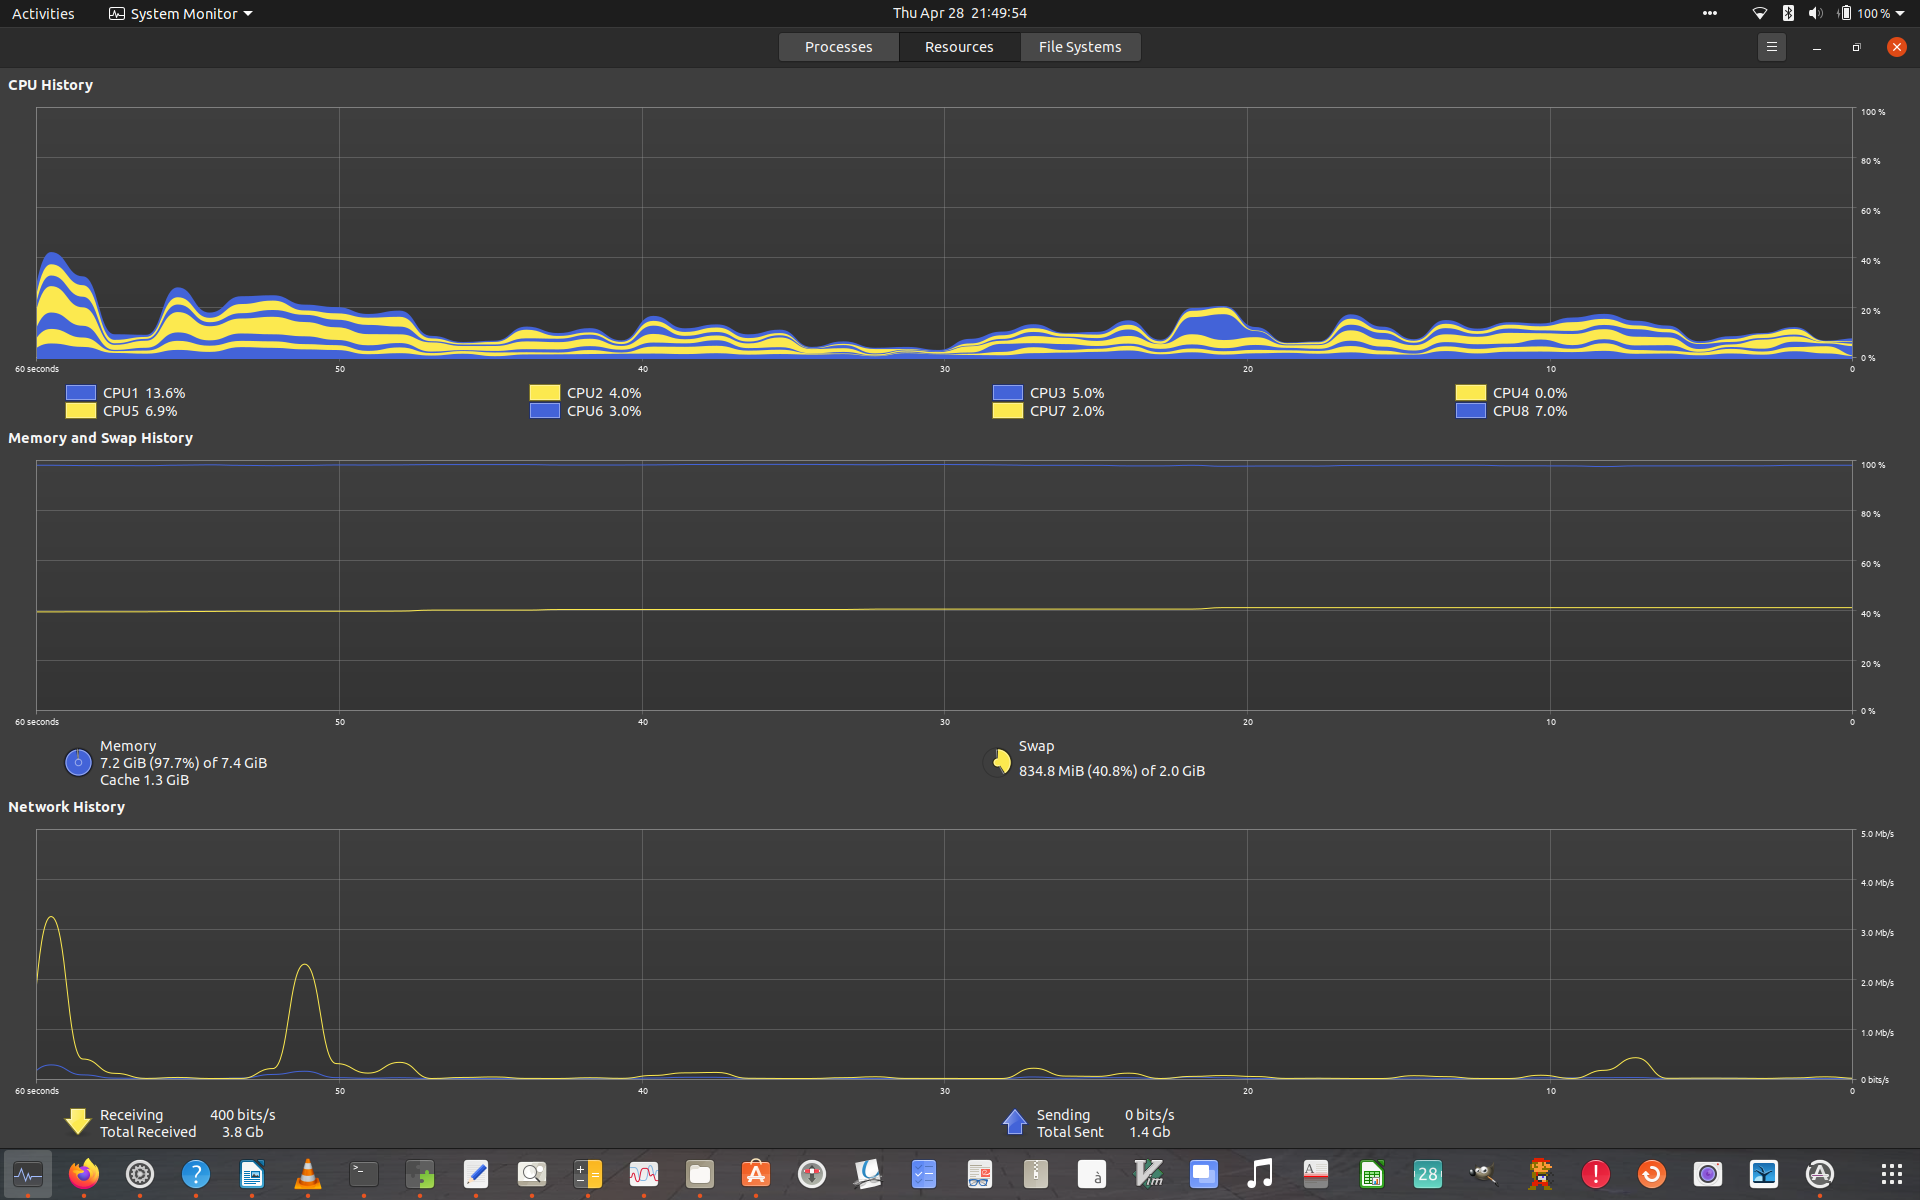 Activities System Monitor Thu Apr 28 21:49:54 100 %
Processes Resources File Systems
CPU History
100 %
80 %
60 %
40 %
20 %
0 %
60 seconds 50 40 30 20 10 0
CPU1 13.6% CPU2 4.0% CPU3 5.0% CPU4 0.0%
CPU5 6.9% CPU6 3.0% CPU7 2.0% CPU8 7.0%
Memory and Swap History
100 %
80 %
60 %
40 %
20 %
0 %
60 seconds 50 40 30 20 10 0
Memory Swap
7.2 GiB (97.7%) of 7.4 GiB 834.8 MiB (40.8%) of 2.0 GiB
Cache 1.3 GiB
Network History
5.0 Mb/s
4.0 Mb/s
3.0 Mb/s
2.0 Mb/s
1.0 Mb/s
0 bits/s
60 seconds 50 40 30 20 10 0
Receiving 400 bits/s Sending 0 bits/s
Total Received 3.8 Gb Total Sent 1.4 Gb
? >_ à Vim A 28 !